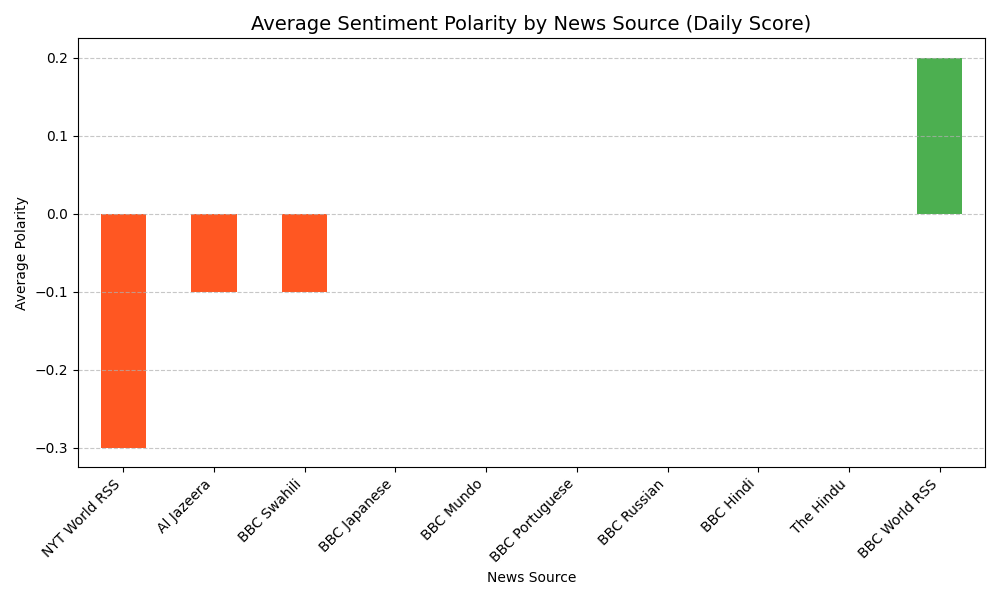 Average Sentiment Polarity by News Source (Daily Score)
Average Polarity
0.2
0.1
0.0
−0.1
−0.2
−0.3
NYT World RSS
Al Jazeera
BBC Swahili
BBC Japanese
BBC Mundo
BBC Portuguese
BBC Russian
BBC Hindi
The Hindu
BBC World RSS
News Source